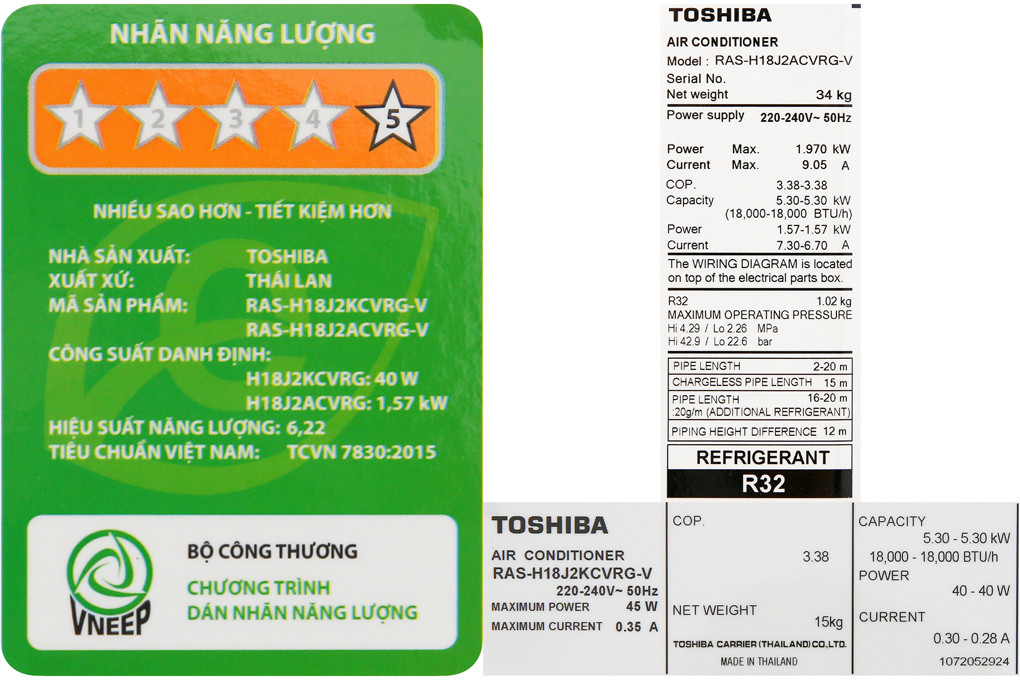 NHÃN NĂNG LƯỢNG
1 2 3 4 5
NHIỀU SAO HƠN - TIẾT KIỆM HƠN
NHÀ SẢN XUẤT: TOSHIBA
XUẤT XỨ: THÁI LAN
MÃ SẢN PHẨM: RAS-H18J2KCVRG-V
RAS-H18J2ACVRG-V
CÔNG SUẤT DANH ĐỊNH:
H18J2KCVRG: 40 W
H18J2ACVRG: 1,57 kW
HIỆU SUẤT NĂNG LƯỢNG: 6,22
TIÊU CHUẨN VIỆT NAM: TCVN 7830:2015
VNEEP
BỘ CÔNG THƯƠNG
CHƯƠNG TRÌNH
DÁN NHÃN NĂNG LƯỢNG
TOSHIBA
AIR CONDITIONER
Model : RAS-H18J2ACVRG-V
Serial No.
Net weight 34 kg
Power supply 220-240V~ 50Hz
Power Max. 1.970 kW
Current Max. 9.05 A
COP. 3.38-3.38
Capacity 5.30-5.30 kW
(18,000-18,000 BTU/h)
Power 1.57-1.57 kW
Current 7.30-6.70 A
The WIRING DIAGRAM is located
on top of the electrical parts box.
R32 1.02 kg
MAXIMUM OPERATING PRESSURE
Hi 4.29 / Lo 2.26 MPa
Hi 42.9 / Lo 22.6 bar
PIPE LENGTH 2-20 m
CHARGELESS PIPE LENGTH 15 m
PIPE LENGTH 16-20 m
:20g/m (ADDITIONAL REFRIGERANT)
PIPING HEIGHT DIFFERENCE 12 m
REFRIGERANT
R32
TOSHIBA
AIR CONDITIONER
RAS-H18J2KCVRG-V
220-240V~ 50Hz
MAXIMUM POWER 45 W
MAXIMUM CURRENT 0.35 A
COP.
3.38
NET WEIGHT
15kg
TOSHIBA CARRIER (THAILAND) CO.,LTD.
MADE IN THAILAND
CAPACITY
5.30 - 5.30 kW
18,000 - 18,000 BTU/h
POWER
40 - 40 W
CURRENT
0.30 - 0.28 A
1072052924